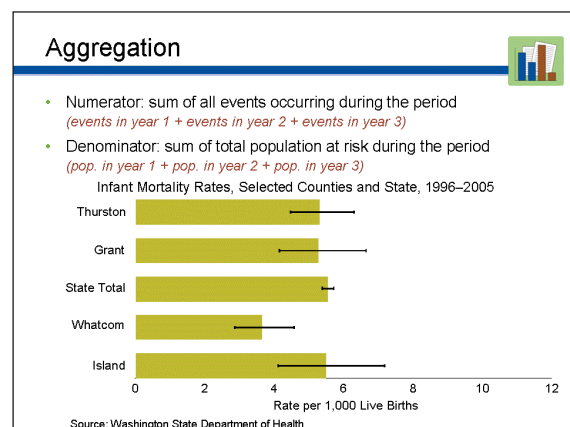 Aggregation
• Numerator: sum of all events occurring during the period
(events in year 1 + events in year 2 + events in year 3)
• Denominator: sum of total population at risk during the period
(pop. in year 1 + pop. in year 2 + pop. in year 3)
Infant Mortality Rates, Selected Counties and State, 1996–2005
Thurston
Grant
State Total
Whatcom
Island
0 2 4 6 8 10 12
Rate per 1,000 Live Births
Source: Washington State Department of Health